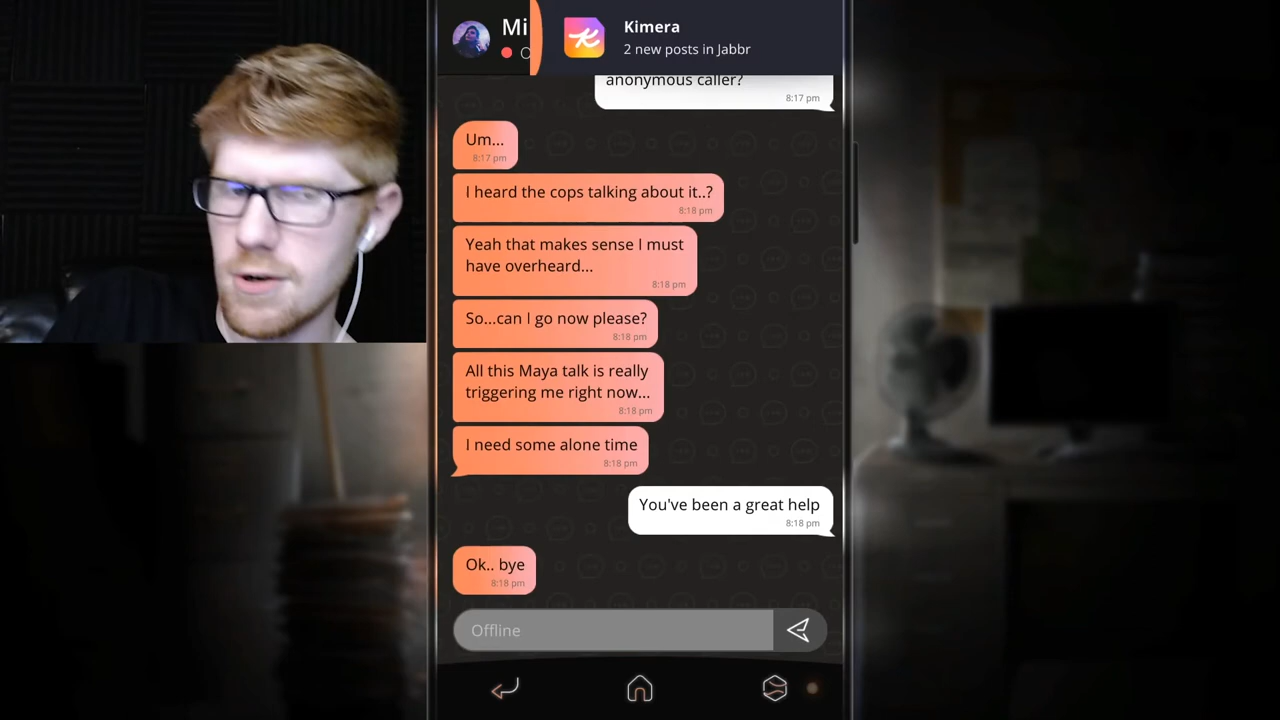 Mi
Kimera
2 new posts in Jabbr
anonymous caller?
8:17 pm
Um...
8:17 pm
I heard the cops talking about it..?
8:18 pm
Yeah that makes sense I must
have overheard...
8:18 pm
So...can I go now please?
8:18 pm
All this Maya talk is really
triggering me right now...
8:18 pm
I need some alone time
8:18 pm
You've been a great help
8:18 pm
Ok.. bye
8:18 pm
Offline